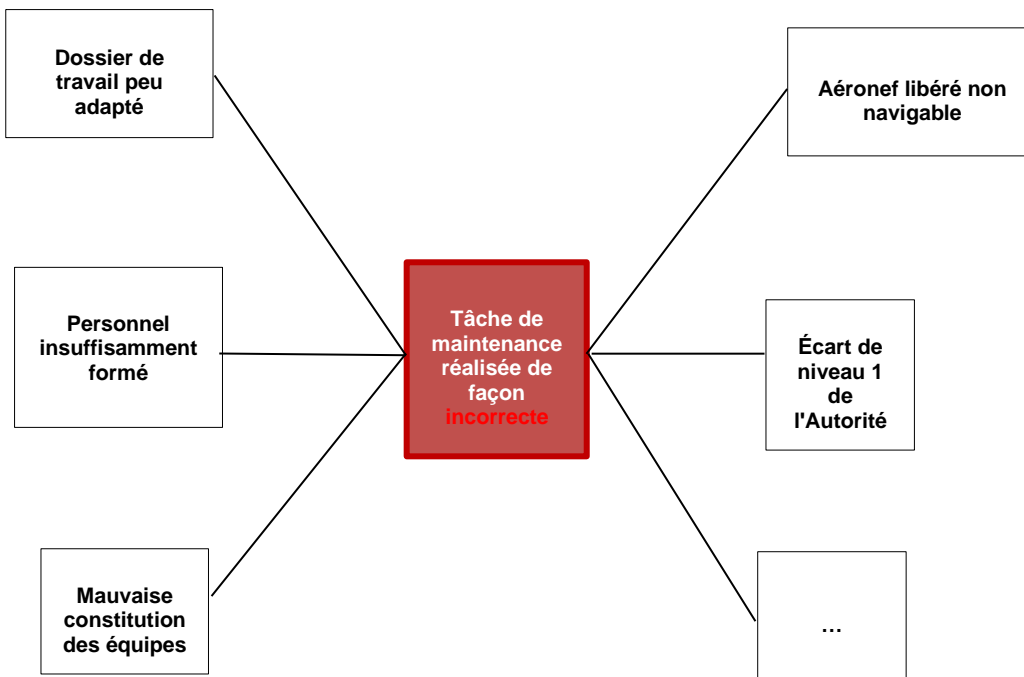 Dossier de
travail peu
adapté
Personnel
insuffisamment
formé
Mauvaise
constitution
des équipes
Tâche de
maintenance
réalisée de
façon
incorrecte
Aéronef libéré non
navigable
Écart de
niveau 1
de
l'Autorité
...